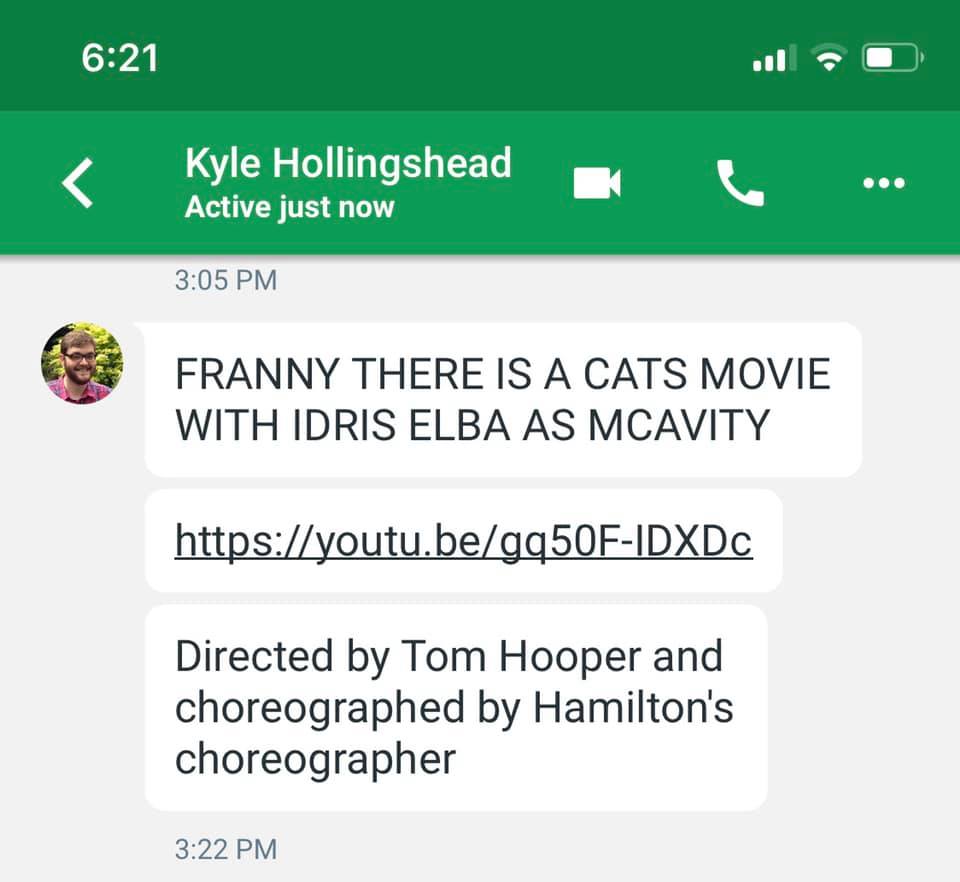 6:21
Kyle Hollingshead
Active just now
3:05 PM
FRANNY THERE IS A CATS MOVIE
WITH IDRIS ELBA AS MCAVITY
https://youtu.be/gq50F-IDXDc
Directed by Tom Hooper and
choreographed by Hamilton's
choreographer
3:22 PM